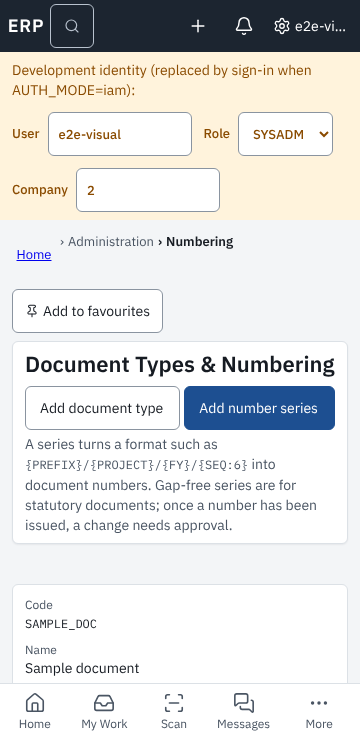 ERP
e2e-vi...
Development identity (replaced by sign-in when
AUTH_MODE=iam):
User e2e-visual Role SYSADM
Company 2
Home › Administration › Numbering
Add to favourites
Document Types & Numbering
Add document type Add number series
A series turns a format such as
{PREFIX}/{PROJECT}/{FY}/{SEQ:6} into
document numbers. Gap-free series are for
statutory documents; once a number has been
issued, a change needs approval.
Code
SAMPLE_DOC
Name
Sample document
Home My Work Scan Messages More